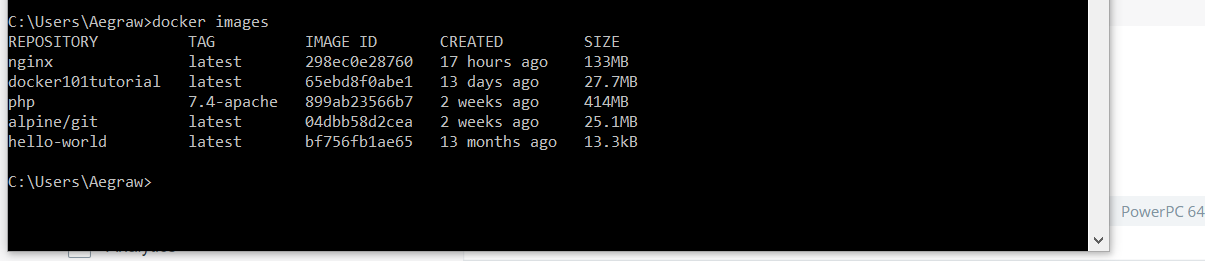 C:\Users\Aegraw>docker images
REPOSITORY TAG IMAGE ID CREATED SIZE
nginx latest 298ec0e28760 17 hours ago 133MB
docker101tutorial latest 65ebd8f0abe1 13 days ago 27.7MB
php 7.4-apache 899ab23566b7 2 weeks ago 414MB
alpine/git latest 04dbb58d2cea 2 weeks ago 25.1MB
hello-world latest bf756fb1ae65 13 months ago 13.3kB
C:\Users\Aegraw>
PowerPC 64